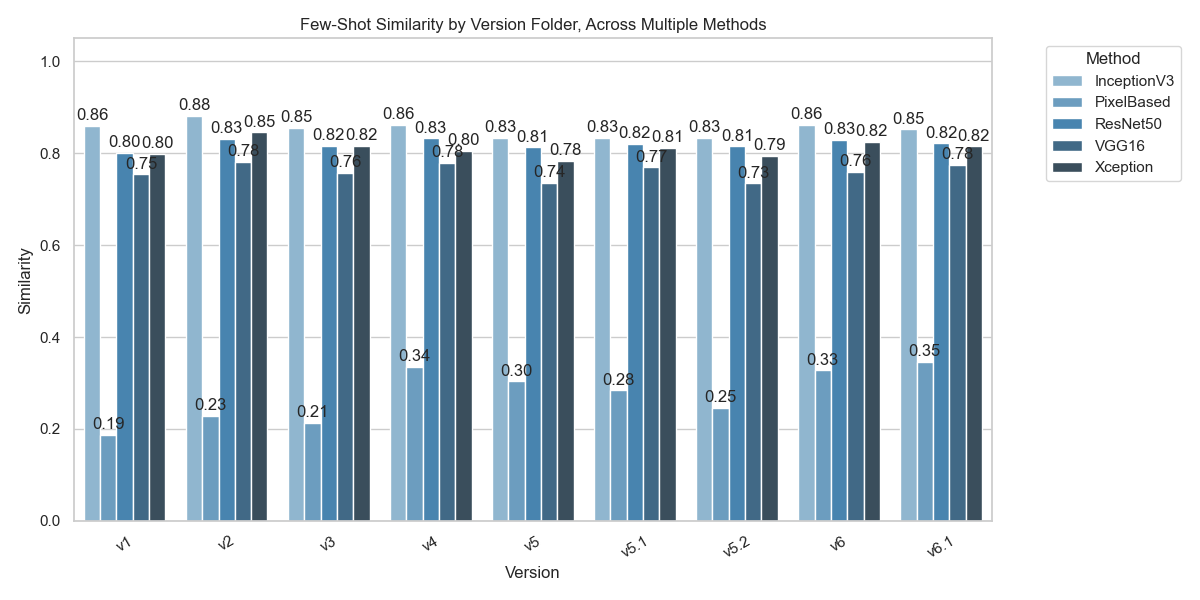 Few-Shot Similarity by Version Folder, Across Multiple Methods
Method
InceptionV3
PixelBased
ResNet50
VGG16
Xception
Similarity
1.0
0.8
0.6
0.4
0.2
0.0
0.86 0.19 0.80 0.75 0.80
0.88 0.23 0.83 0.78 0.85
0.85 0.21 0.82 0.76 0.82
0.86 0.34 0.83 0.78 0.80
0.83 0.30 0.81 0.74 0.78
0.83 0.28 0.82 0.77 0.81
0.83 0.25 0.81 0.73 0.79
0.86 0.33 0.83 0.76 0.82
0.85 0.35 0.82 0.78 0.82
v1 v2 v3 v4 v5 v5.1 v5.2 v6 v6.1
Version